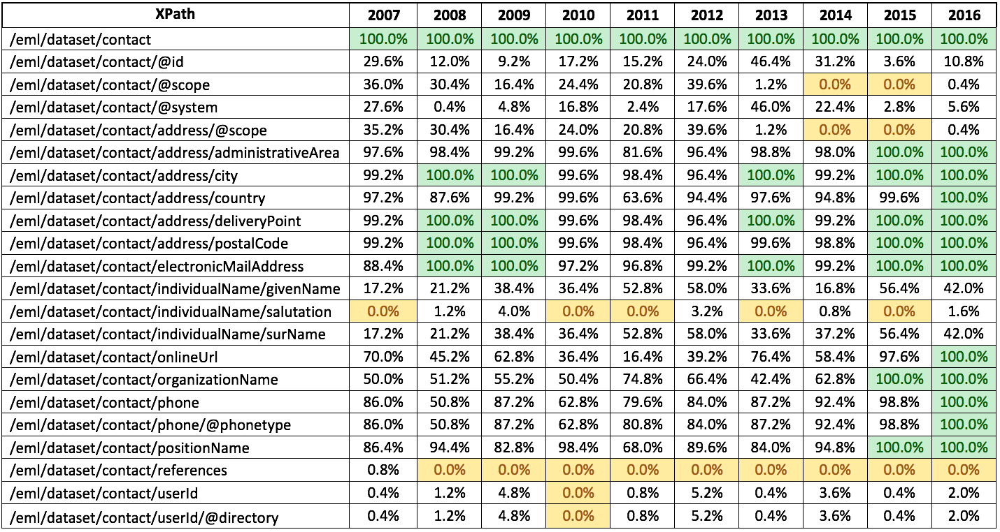 XPath 2007 2008 2009 2010 2011 2012 2013 2014 2015 2016
/eml/dataset/contact 100.0% 100.0% 100.0% 100.0% 100.0% 100.0% 100.0% 100.0% 100.0% 100.0%
/eml/dataset/contact/@id 29.6% 12.0% 9.2% 17.2% 15.2% 24.0% 46.4% 31.2% 3.6% 10.8%
/eml/dataset/contact/@scope 36.0% 30.4% 16.4% 24.4% 20.8% 39.6% 1.2% 0.0% 0.0% 0.4%
/eml/dataset/contact/@system 27.6% 0.4% 4.8% 16.8% 2.4% 17.6% 46.0% 22.4% 2.8% 5.6%
/eml/dataset/contact/address/@scope 35.2% 30.4% 16.4% 24.0% 20.8% 39.6% 1.2% 0.0% 0.0% 0.4%
/eml/dataset/contact/address/administrativeArea 97.6% 98.4% 99.2% 99.6% 81.6% 96.4% 98.8% 98.0% 100.0% 100.0%
/eml/dataset/contact/address/city 99.2% 100.0% 100.0% 99.6% 98.4% 96.4% 100.0% 99.2% 100.0% 100.0%
/eml/dataset/contact/address/country 97.2% 87.6% 99.2% 99.6% 63.6% 94.4% 97.6% 94.8% 99.6% 100.0%
/eml/dataset/contact/address/deliveryPoint 99.2% 100.0% 100.0% 99.6% 98.4% 96.4% 100.0% 99.2% 100.0% 100.0%
/eml/dataset/contact/address/postalCode 99.2% 100.0% 100.0% 99.6% 98.4% 96.4% 99.6% 98.8% 100.0% 100.0%
/eml/dataset/contact/electronicMailAddress 88.4% 100.0% 100.0% 97.2% 96.8% 99.2% 100.0% 99.2% 100.0% 100.0%
/eml/dataset/contact/individualName/givenName 17.2% 21.2% 38.4% 36.4% 52.8% 58.0% 33.6% 16.8% 56.4% 42.0%
/eml/dataset/contact/individualName/salutation 0.0% 1.2% 4.0% 0.0% 0.0% 3.2% 0.0% 0.8% 0.0% 1.6%
/eml/dataset/contact/individualName/surName 17.2% 21.2% 38.4% 36.4% 52.8% 58.0% 33.6% 37.2% 56.4% 42.0%
/eml/dataset/contact/onlineUrl 70.0% 45.2% 62.8% 36.4% 16.4% 39.2% 76.4% 58.4% 97.6% 100.0%
/eml/dataset/contact/organizationName 50.0% 51.2% 55.2% 50.4% 74.8% 66.4% 42.4% 62.8% 100.0% 100.0%
/eml/dataset/contact/phone 86.0% 50.8% 87.2% 62.8% 79.6% 84.0% 87.2% 92.4% 98.8% 100.0%
/eml/dataset/contact/phone/@phonetype 86.0% 50.8% 87.2% 62.8% 80.8% 84.0% 87.2% 92.4% 98.8% 100.0%
/eml/dataset/contact/positionName 86.4% 94.4% 82.8% 98.4% 68.0% 89.6% 84.0% 94.8% 100.0% 100.0%
/eml/dataset/contact/references 0.8% 0.0% 0.0% 0.0% 0.0% 0.0% 0.0% 0.0% 0.0% 0.0%
/eml/dataset/contact/userId 0.4% 1.2% 4.8% 0.0% 0.8% 5.2% 0.4% 3.6% 0.4% 2.0%
/eml/dataset/contact/userId/@directory 0.4% 1.2% 4.8% 0.0% 0.8% 5.2% 0.4% 3.6% 0.4% 2.0%